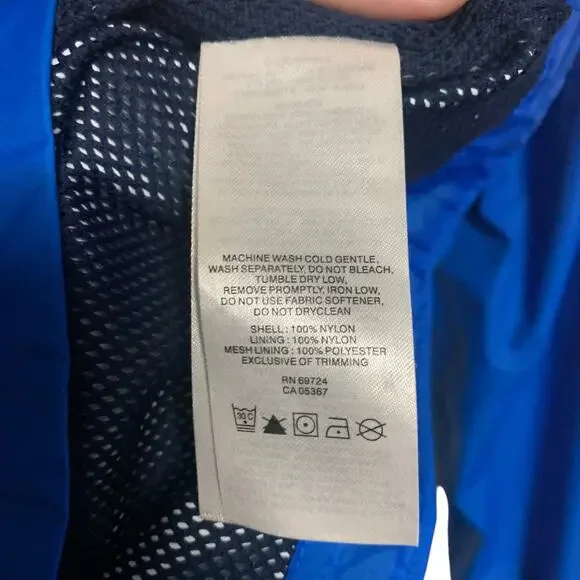 MACHINE WASH COLD GENTLE,
WASH SEPARATELY, DO NOT BLEACH,
TUMBLE DRY LOW,
REMOVE PROMPTLY, IRON LOW,
DO NOT USE FABRIC SOFTENER,
DO NOT DRYCLEAN
SHELL : 100% NYLON
LINING : 100% NYLON
MESH LINING : 100% POLYESTER
EXCLUSIVE OF TRIMMING
RN 69724
CA 05367
30 C